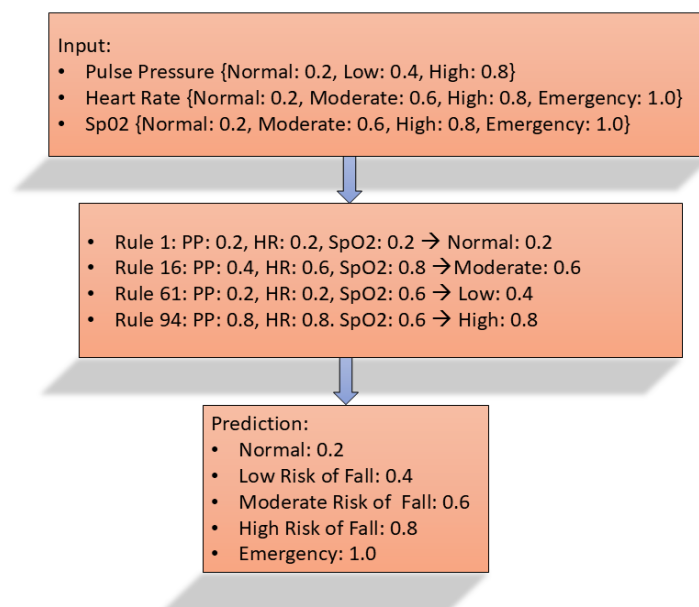 Input:
• Pulse Pressure {Normal: 0.2, Low: 0.4, High: 0.8}
• Heart Rate {Normal: 0.2, Moderate: 0.6, High: 0.8, Emergency: 1.0}
• Sp02 {Normal: 0.2, Moderate: 0.6, High: 0.8, Emergency: 1.0}
• Rule 1: PP: 0.2, HR: 0.2, SpO2: 0.2 → Normal: 0.2
• Rule 16: PP: 0.4, HR: 0.6, SpO2: 0.8 →Moderate: 0.6
• Rule 61: PP: 0.2, HR: 0.2, SpO2: 0.6 → Low: 0.4
• Rule 94: PP: 0.8, HR: 0.8. SpO2: 0.6 → High: 0.8
Prediction:
• Normal: 0.2
• Low Risk of Fall: 0.4
• Moderate Risk of Fall: 0.6
• High Risk of Fall: 0.8
• Emergency: 1.0